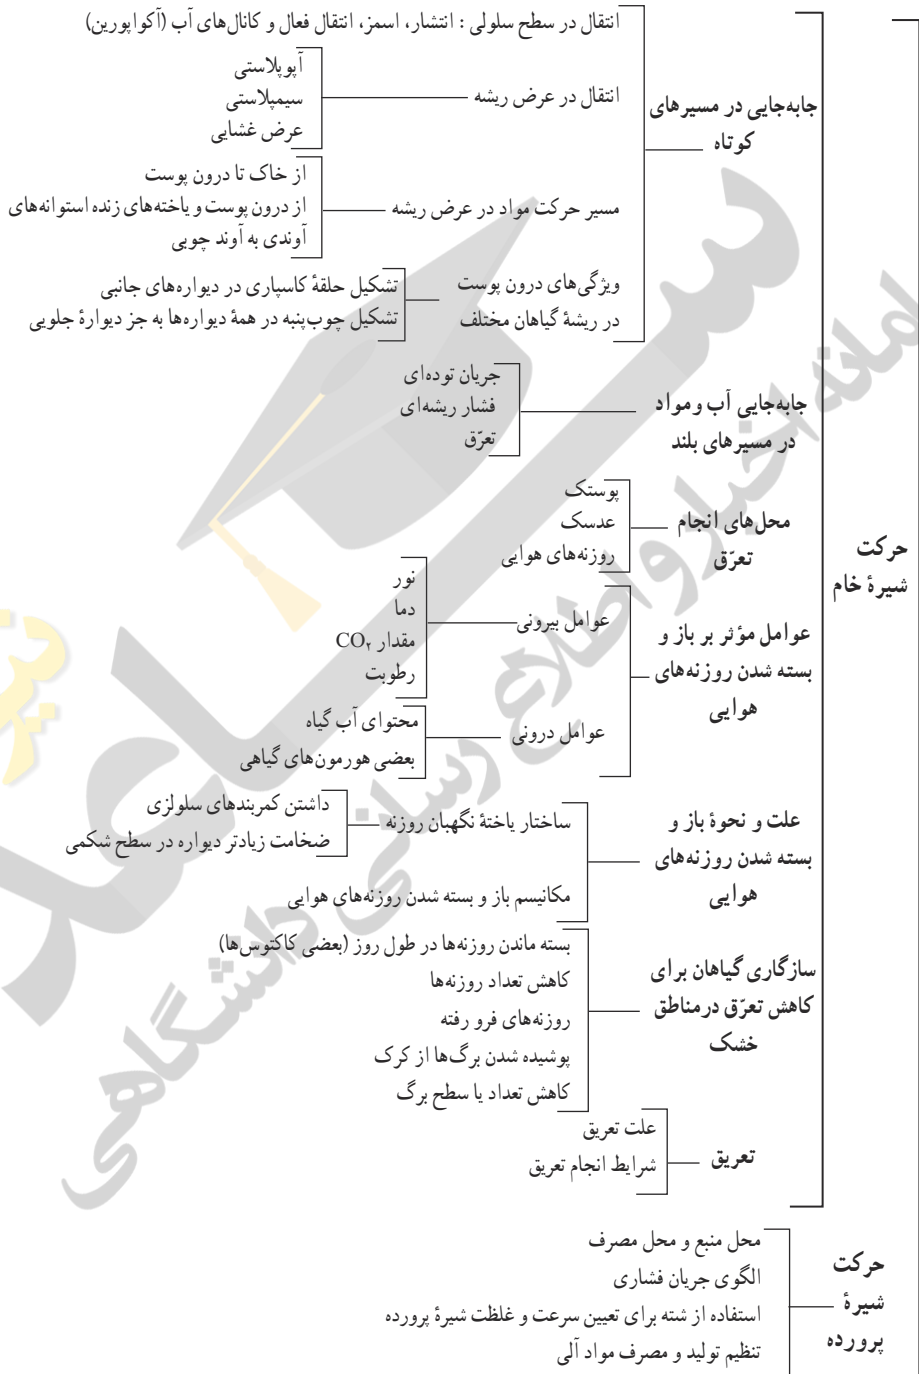 حرکت
شیرهٔ خام
جابه‌جایی در مسیرهای
کوتاه
انتقال در سطح سلولی : انتشار، اسمز، انتقال فعال و کانال‌های آب (آکواپورین)
انتقال در عرض ریشه
آپوپلاستی
سیمپلاستی
عرض غشایی
مسیر حرکت مواد در عرض ریشه
از خاک تا درون پوست
از درون پوست و یاخته‌های زنده استوانه‌های
آوندی به آوند چوبی
ویژگی‌های درون پوست
در ریشهٔ گیاهان مختلف
تشکیل حلقهٔ کاسپاری در دیواره‌های جانبی
تشکیل چوب‌پنبه در همهٔ دیواره‌ها به جز دیوارهٔ جلویی
جابه‌جایی آب و مواد
در مسیرهای بلند
جریان توده‌ای
فشار ریشه‌ای
تعرّق
محل‌های انجام
تعرّق
پوستک
عدسک
روزنه‌های هوایی
عوامل مؤثر بر باز و
بسته شدن روزنه‌های
هوایی
عوامل بیرونی
نور
دما
مقدار CO₂
رطوبت
عوامل درونی
محتوای آب گیاه
بعضی هورمون‌های گیاهی
علت و نحوهٔ باز و
بسته شدن روزنه‌های
هوایی
ساختار یاختهٔ نگهبان روزنه
داشتن کمربندهای سلولزی
ضخامت زیادتر دیواره در سطح شکمی
مکانیسم باز و بسته شدن روزنه‌های هوایی
سازگاری گیاهان برای
کاهش تعرّق درمناطق
خشک
بسته ماندن روزنه‌ها در طول روز (بعضی کاکتوس‌ها)
کاهش تعداد روزنه‌ها
روزنه‌های فرو رفته
پوشیده شدن برگ‌ها از کرک
کاهش تعداد یا سطح برگ
تعریق
علت تعریق
شرایط انجام تعریق
حرکت
شیرهٔ
پرورده
محل منبع و محل مصرف
الگوی جریان فشاری
استفاده از شته برای تعیین سرعت و غلظت شیرهٔ پرورده
تنظیم تولید و مصرف مواد آلی
سامانه اخبار و اطلاع رسانی دانشگاهی